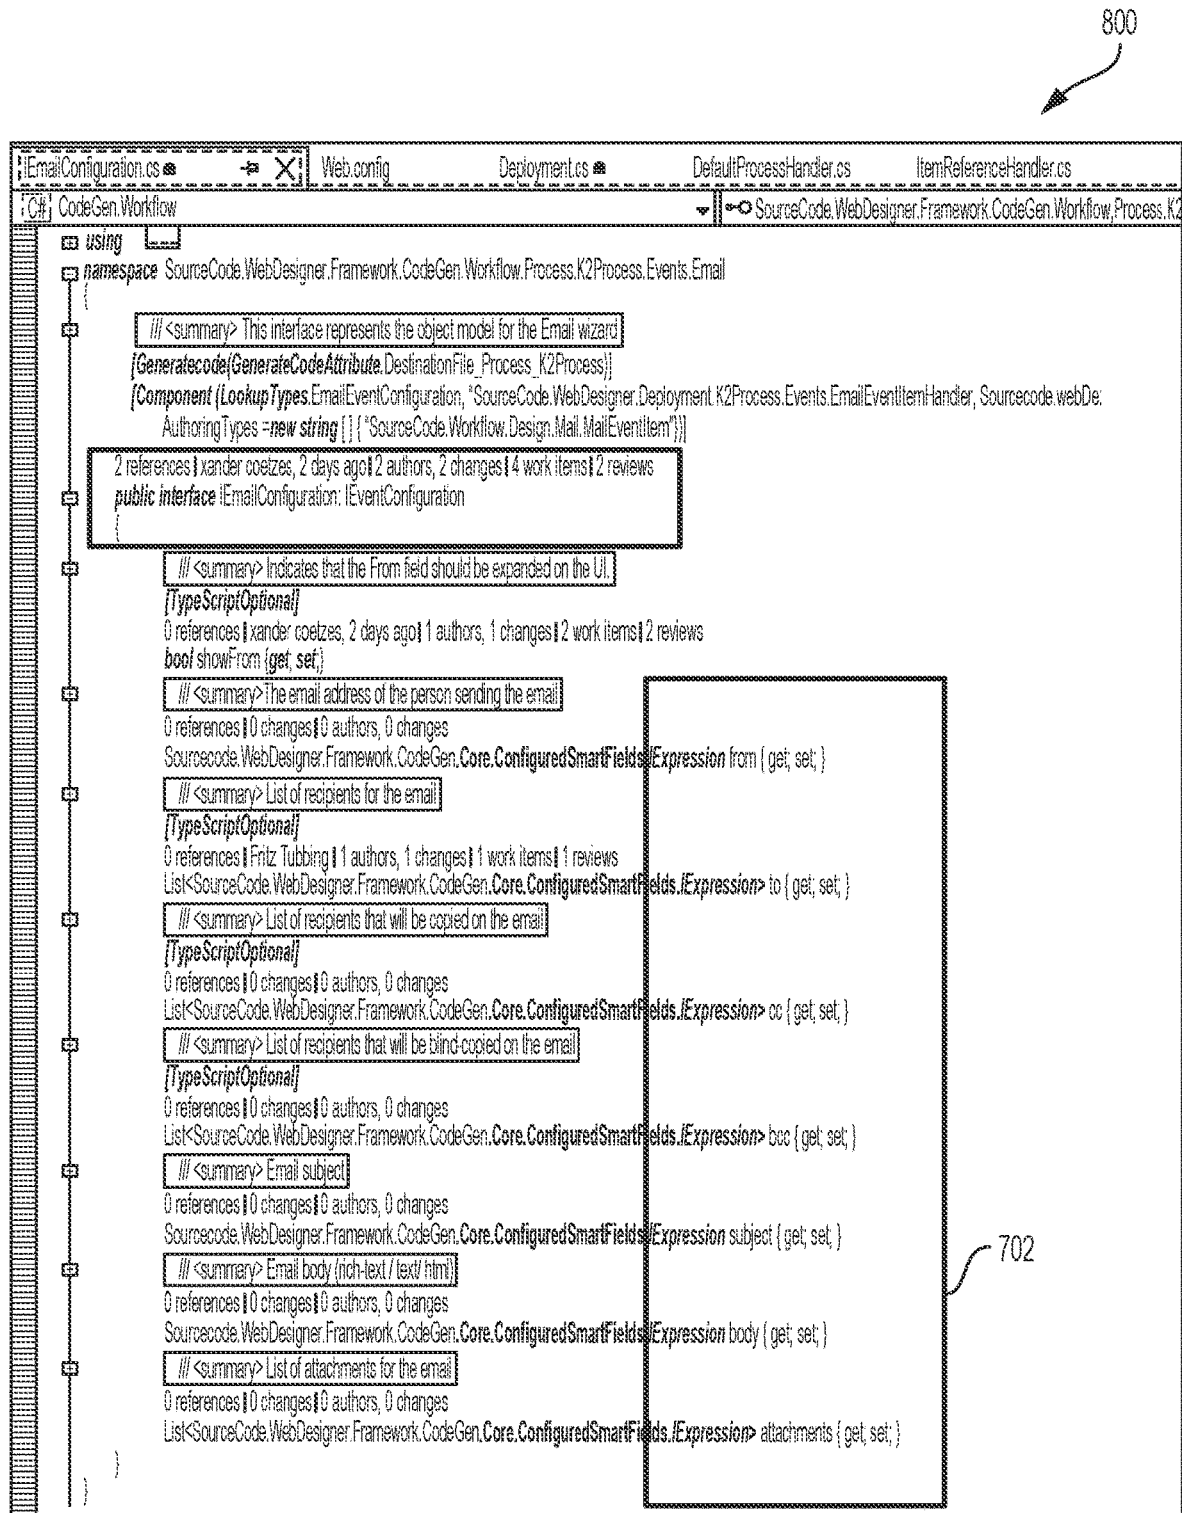 800
IEmailConfiguration.cs Web.config Deployment.cs DefaultProcessHandler.cs ItemReferenceHandler.cs
C# CodeGen.Workflow SourceCode.WebDesigner.Framework.CodeGen.Workflow,Process.K2
using
namespace SourceCode.WebDesigner.Framework.CodeGen.Workflow.Process.K2Process.Events.Email
{
/// <summary> This interface represents the object model for the Email wizard
[Generatecode(GenerateCodeAttribute.DestinationFile_Process_K2Process)]
[Component (LookupTypes.EmailEventConfiguration, "SourceCode.WebDesigner.Deployment.K2Process.Events.EmailEventItemHandler, Sourcecode.webDe:
AuthoringTypes =new string [ ] { "SourceCode.Workflow.Design.Mail.MailEventItem"})]
2 references | xander coetzes, 2 days ago | 2 authors, 2 changes | 4 work items | 2 reviews
public interface IEmailConfiguration: IEventConfiguration
{
/// <summary> Indicates that the From field should be expanded on the UI.
[TypeScriptOptional]
0 references | xander coetzes, 2 days ago | 1 authors, 1 changes | 2 work items | 2 reviews
bool showFrom {get; set;}
/// <summary>The email address of the person sending the email
0 references | 0 changes | 0 authors, 0 changes
Sourcecode.WebDesigner.Framework.CodeGen.Core.ConfiguredSmartFields.IExpression from { get; set; }
/// <summary> List of recipients for the email
[TypeScriptOptional]
0 references | Fritz Tubbing | 1 authors, 1 changes | 1 work items | 1 reviews
List<SourceCode.WebDesigner.Framework.CodeGen.Core.ConfiguredSmartFields.IExpression> to { get; set; }
/// <summary> List of recipients that will be copied on the email
[TypeScriptOptional]
0 references | 0 changes | 0 authors, 0 changes
List<SourceCode.WebDesigner.Framework.CodeGen.Core.ConfiguredSmartFields.IExpression> cc { get; set; }
/// <summary> List of recipients that will be blind-copied on the email
[TypeScriptOptional]
0 references | 0 changes | 0 authors, 0 changes
List<SourceCode.WebDesigner.Framework.CodeGen.Core.ConfiguredSmartFields.IExpression> bcc { get; set; }
/// <summary> Email subject
0 references | 0 changes | 0 authors, 0 changes
Sourcecode.WebDesigner.Framework.CodeGen.Core.ConfiguredSmartFields.IExpression subject { get; set; }
702
/// <summary> Email body (rich-text / text/ html)
0 references | 0 changes | 0 authors, 0 changes
Sourcecode.WebDesigner.Framework.CodeGen.Core.ConfiguredSmartFields.IExpression body { get; set; }
/// <summary> List of attachments for the email
0 references | 0 changes | 0 authors, 0 changes
List<SourceCode.WebDesigner.Framework.CodeGen.Core.ConfiguredSmartFields.IExpression> attachments { get; set; }
}
}